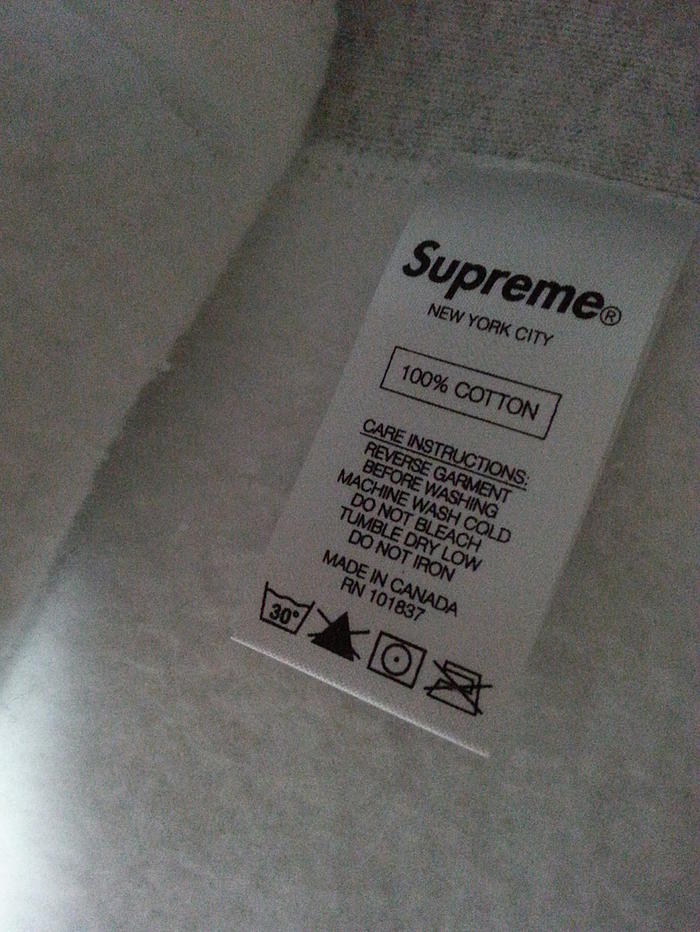 Supreme®
NEW YORK CITY
100% COTTON
CARE INSTRUCTIONS:
REVERSE GARMENT
BEFORE WASHING
MACHINE WASH COLD
DO NOT BLEACH
TUMBLE DRY LOW
DO NOT IRON
MADE IN CANADA
RN 101837
30°